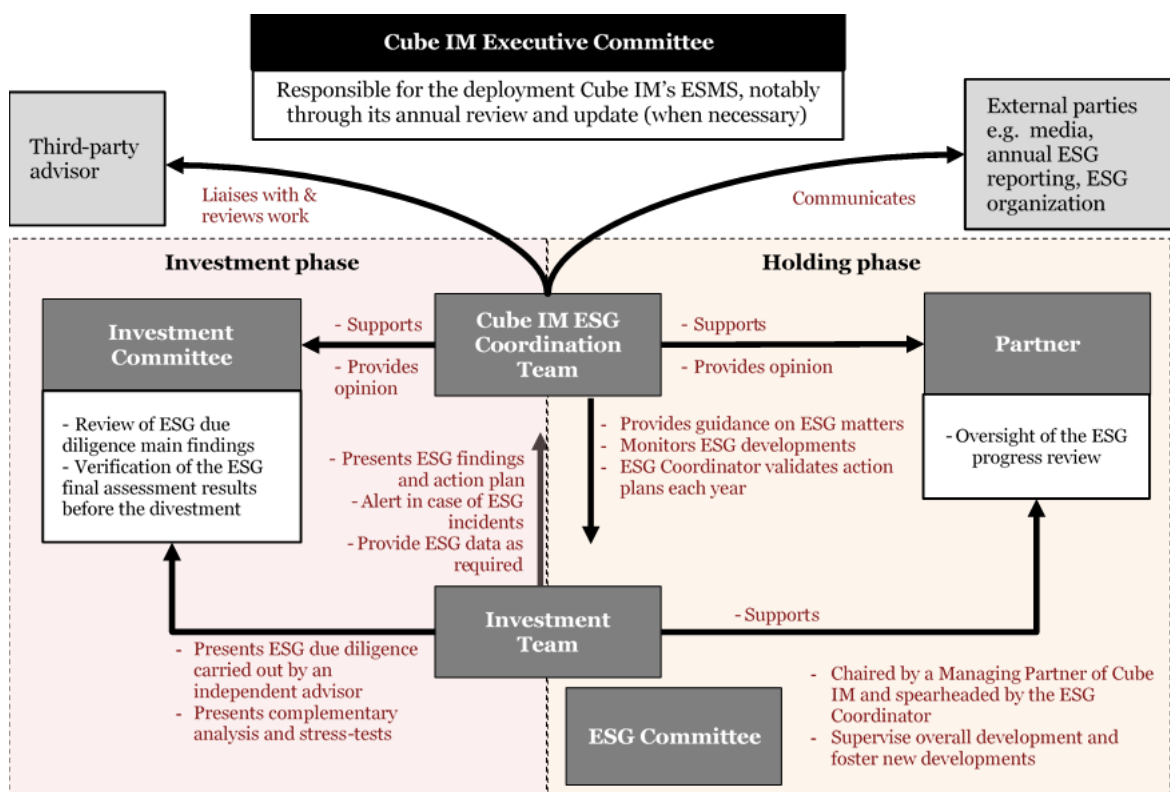 Cube IM Executive Committee
Responsible for the deployment Cube IM's ESMS, notably
through its annual review and update (when necessary)
Third-party
advisor
External parties
e.g. media,
annual ESG
reporting, ESG
organization
Liaises with &
reviews work
Communicates
Investment phase
Holding phase
Investment
Committee
- Review of ESG due
diligence main findings
- Verification of the ESG
final assessment results
before the divestment
- Supports
- Provides
opinion
Cube IM ESG
Coordination
Team
- Supports
- Provides opinion
Partner
- Oversight of the ESG
progress review
- Presents ESG findings
and action plan
- Alert in case of ESG
incidents
- Provide ESG data as
required
- Provides guidance on ESG matters
- Monitors ESG developments
- ESG Coordinator validates action
plans each year
Investment
Team
- Supports
- Presents ESG due diligence
carried out by an
independent advisor
- Presents complementary
analysis and stress-tests
ESG Committee
- Chaired by a Managing Partner of Cube
IM and spearheaded by the ESG
Coordinator
- Supervise overall development and
foster new developments